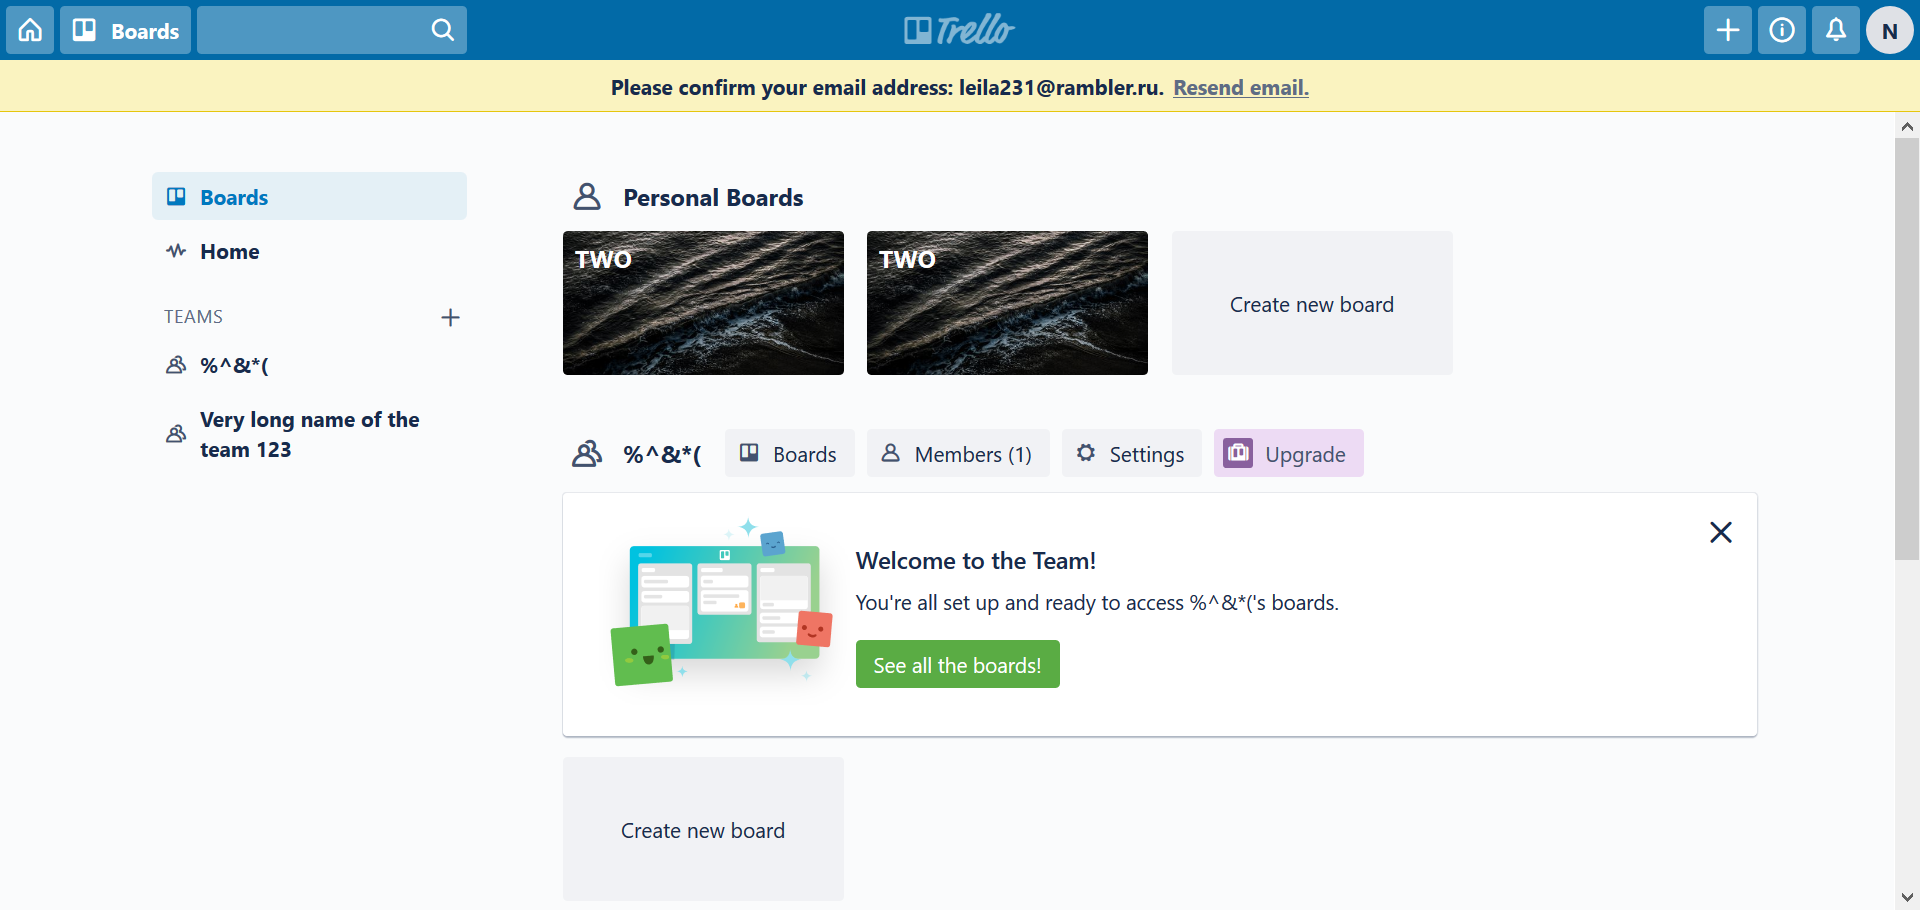 Boards
Trello
N
Please confirm your email address: leila231@rambler.ru. Resend email.
Boards
Home
TEAMS
%^&*(
Very long name of the
team 123
Personal Boards
TWO
TWO
Create new board
%^&*(
Boards
Members (1)
Settings
Upgrade
Welcome to the Team!
You're all set up and ready to access %^&*('s boards.
See all the boards!
Create new board